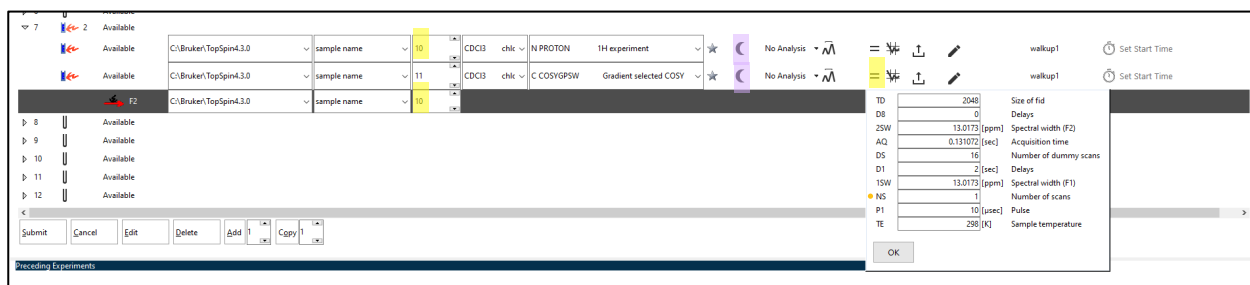 7 2 Available
Available C:\Bruker\TopSpin4.3.0 sample name 10 CDCl3 chlc N PROTON 1H experiment No Analysis walkup1 Set Start Time
Available C:\Bruker\TopSpin4.3.0 sample name 11 CDCl3 chlc C COSYGPSW Gradient selected COSY No Analysis walkup1 Set Start Time
F2 C:\Bruker\TopSpin4.3.0 sample name 10
TD 2048 Size of fid
8 Available
D8 0 Delays
2SW 13.0173 [ppm] Spectral width (F2)
9 Available
AQ 0.131072 [sec] Acquisition time
10 Available
DS 16 Number of dummy scans
D1 2 [sec] Delays
11 Available
1SW 13.0173 [ppm] Spectral width (F1)
12 Available
NS 1 Number of scans
P1 10 [µsec] Pulse
TE 298 [K] Sample temperature
Submit Cancel Edit Delete Add 1 Copy 1
OK
Preceding Experiments